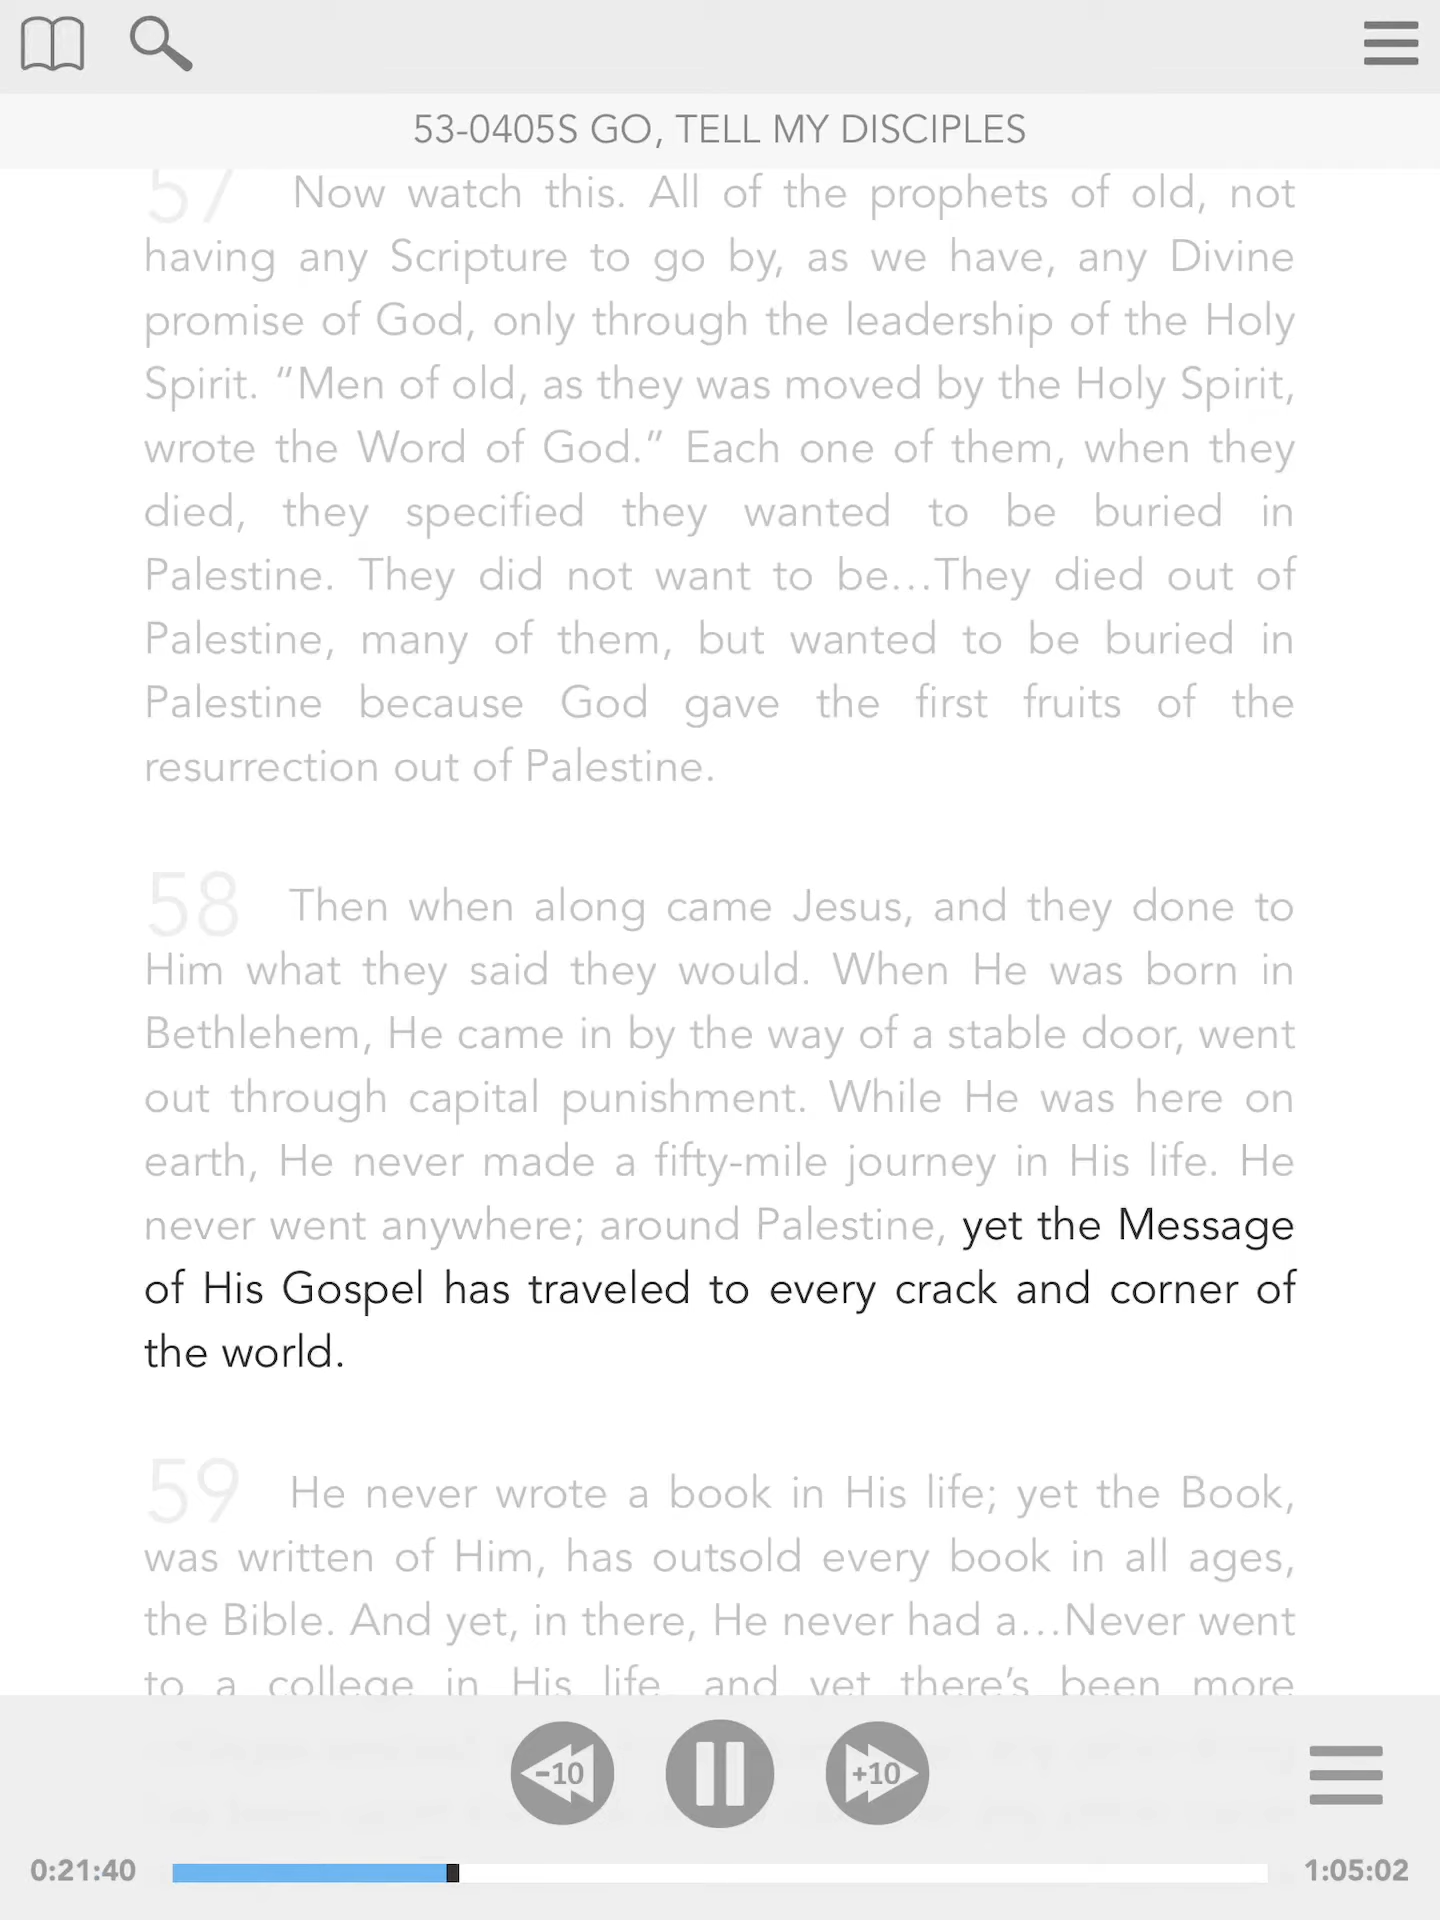 53-0405S GO, TELL MY DISCIPLES
57 Now watch this. All of the prophets of old, not
having any Scripture to go by, as we have, any Divine
promise of God, only through the leadership of the Holy
Spirit. “Men of old, as they was moved by the Holy Spirit,
wrote the Word of God.” Each one of them, when they
died, they specified they wanted to be buried in
Palestine. They did not want to be…They died out of
Palestine, many of them, but wanted to be buried in
Palestine because God gave the first fruits of the
resurrection out of Palestine.
58 Then when along came Jesus, and they done to
Him what they said they would. When He was born in
Bethlehem, He came in by the way of a stable door, went
out through capital punishment. While He was here on
earth, He never made a fifty-mile journey in His life. He
never went anywhere; around Palestine, yet the Message
of His Gospel has traveled to every crack and corner of
the world.
59 He never wrote a book in His life; yet the Book,
was written of Him, has outsold every book in all ages,
the Bible. And yet, in there, He never had a…Never went
to a college in His life, and yet there’s been more
-10 +10
0:21:40 1:05:02